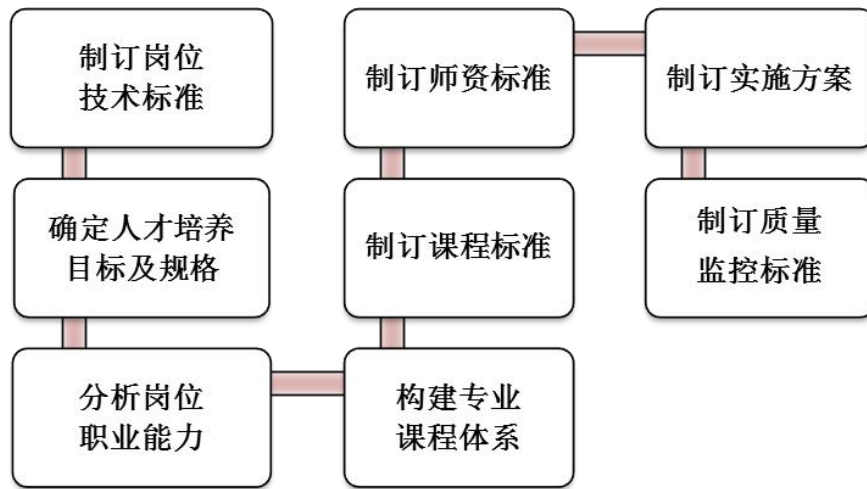 制订岗位
技术标准
确定人才培养
目标及规格
分析岗位
职业能力
构建专业
课程体系
制订课程标准
制订师资标准
制订实施方案
制订质量
监控标准